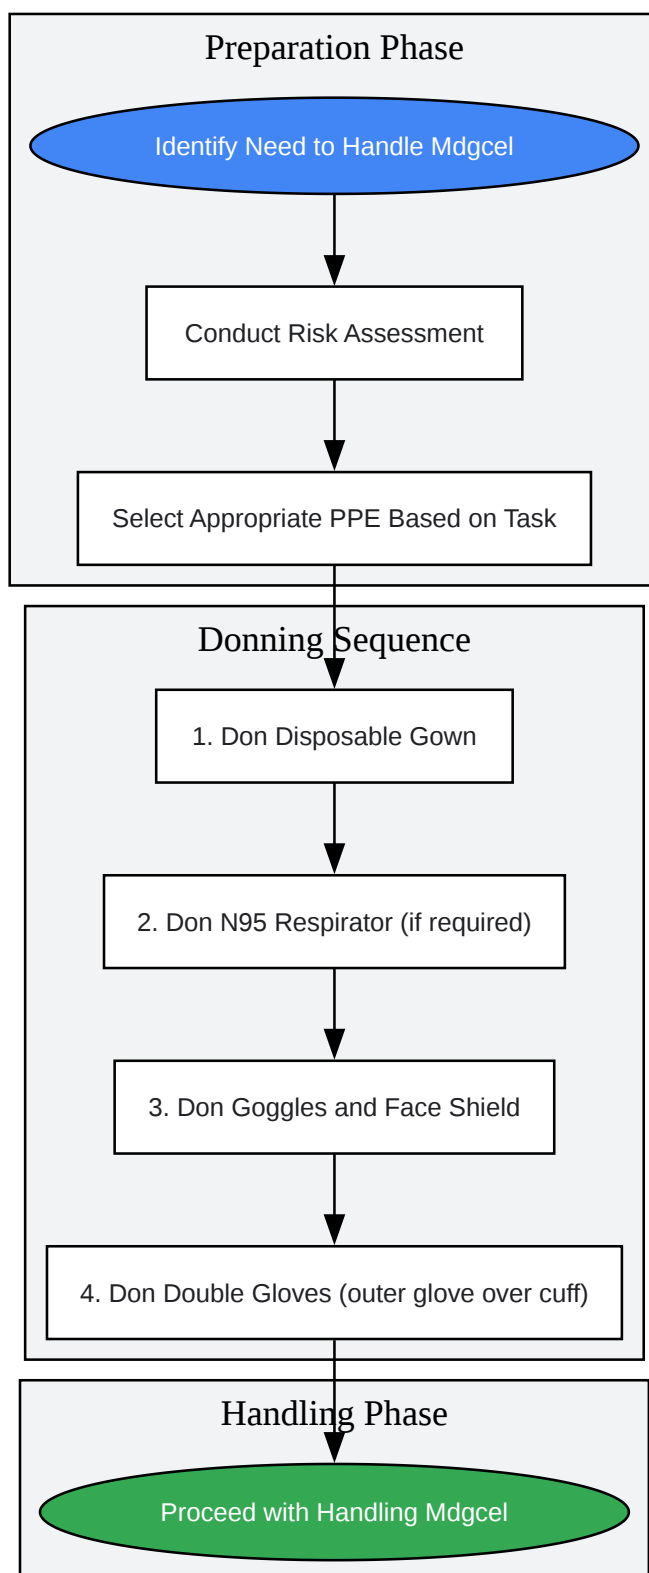 Preparation Phase
Identify Need to Handle Mdgcel
Conduct Risk Assessment
Select Appropriate PPE Based on Task
Donning Sequence
1. Don Disposable Gown
2. Don N95 Respirator (if required)
3. Don Goggles and Face Shield
4. Don Double Gloves (outer glove over cuff)
Handling Phase
Proceed with Handling Mdgcel